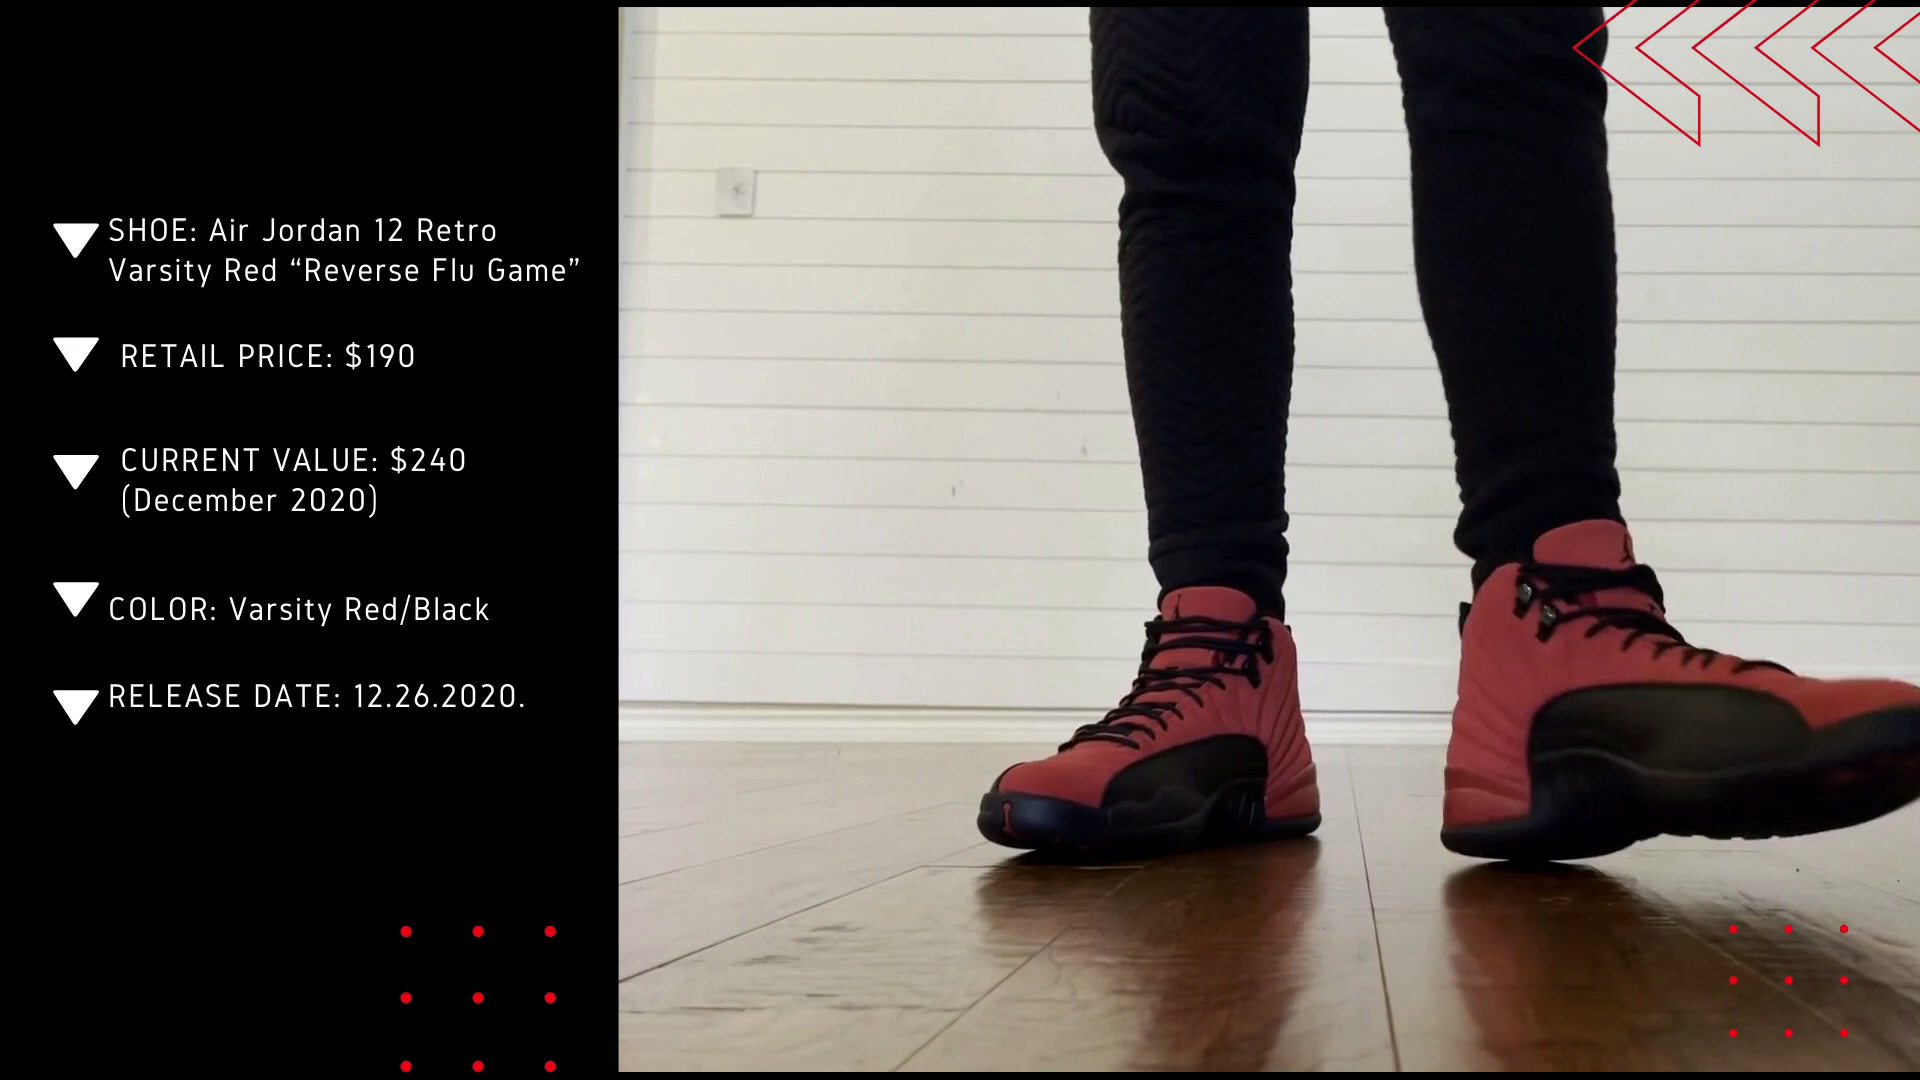 SHOE: Air Jordan 12 Retro
Varsity Red “Reverse Flu Game”
RETAIL PRICE: $190
CURRENT VALUE: $240
(December 2020)
COLOR: Varsity Red/Black
RELEASE DATE: 12.26.2020.